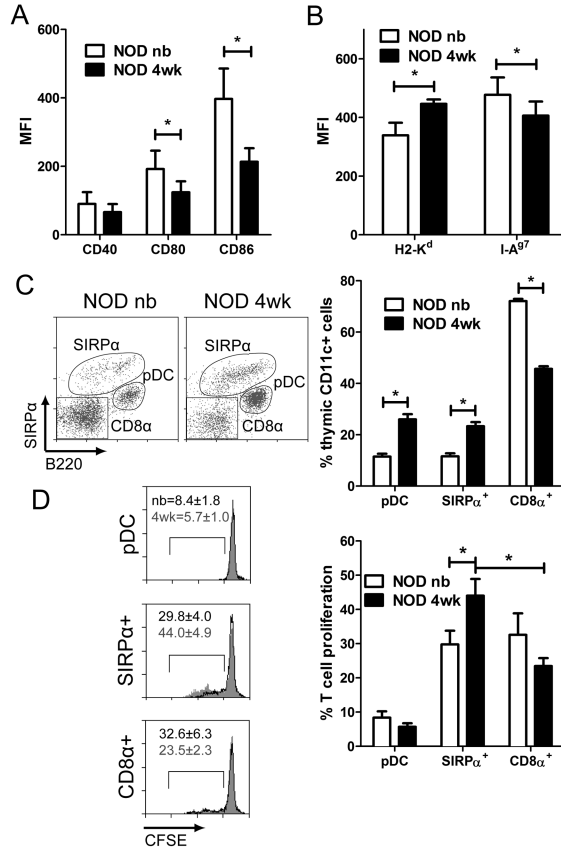 A
MFI
600
400
200
0
NOD nb
NOD 4wk
*
*
CD40 CD80 CD86
B
MFI
600
400
200
0
NOD nb
NOD 4wk
*
*
H2-Kᵈ I-Aᵍ⁷
C
NOD nb NOD 4wk
SIRPα SIRPα
pDC
CD8α
SIRPα
B220
% thymic CD11c+ cells
80
60
40
20
0
NOD nb
NOD 4wk
*
*
*
pDC SIRPα⁺ CD8α⁺
D
pDC
nb=8.4±1.8
4wk=5.7±1.0
SIRPα+
29.8±4.0
44.0±4.9
CD8α+
32.6±6.3
23.5±2.3
CFSE
% T cell proliferation
60
50
40
30
20
10
0
NOD nb
NOD 4wk
*
*
pDC SIRPα⁺ CD8α⁺